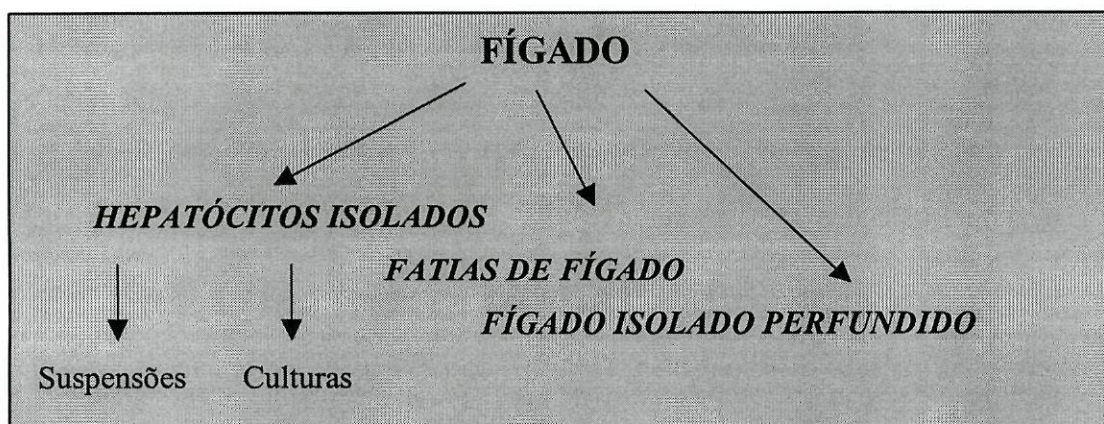 FÍGADO
HEPATÓCITOS ISOLADOS
FATIAS DE FÍGADO
FÍGADO ISOLADO PERFUNDIDO
Suspensões Culturas